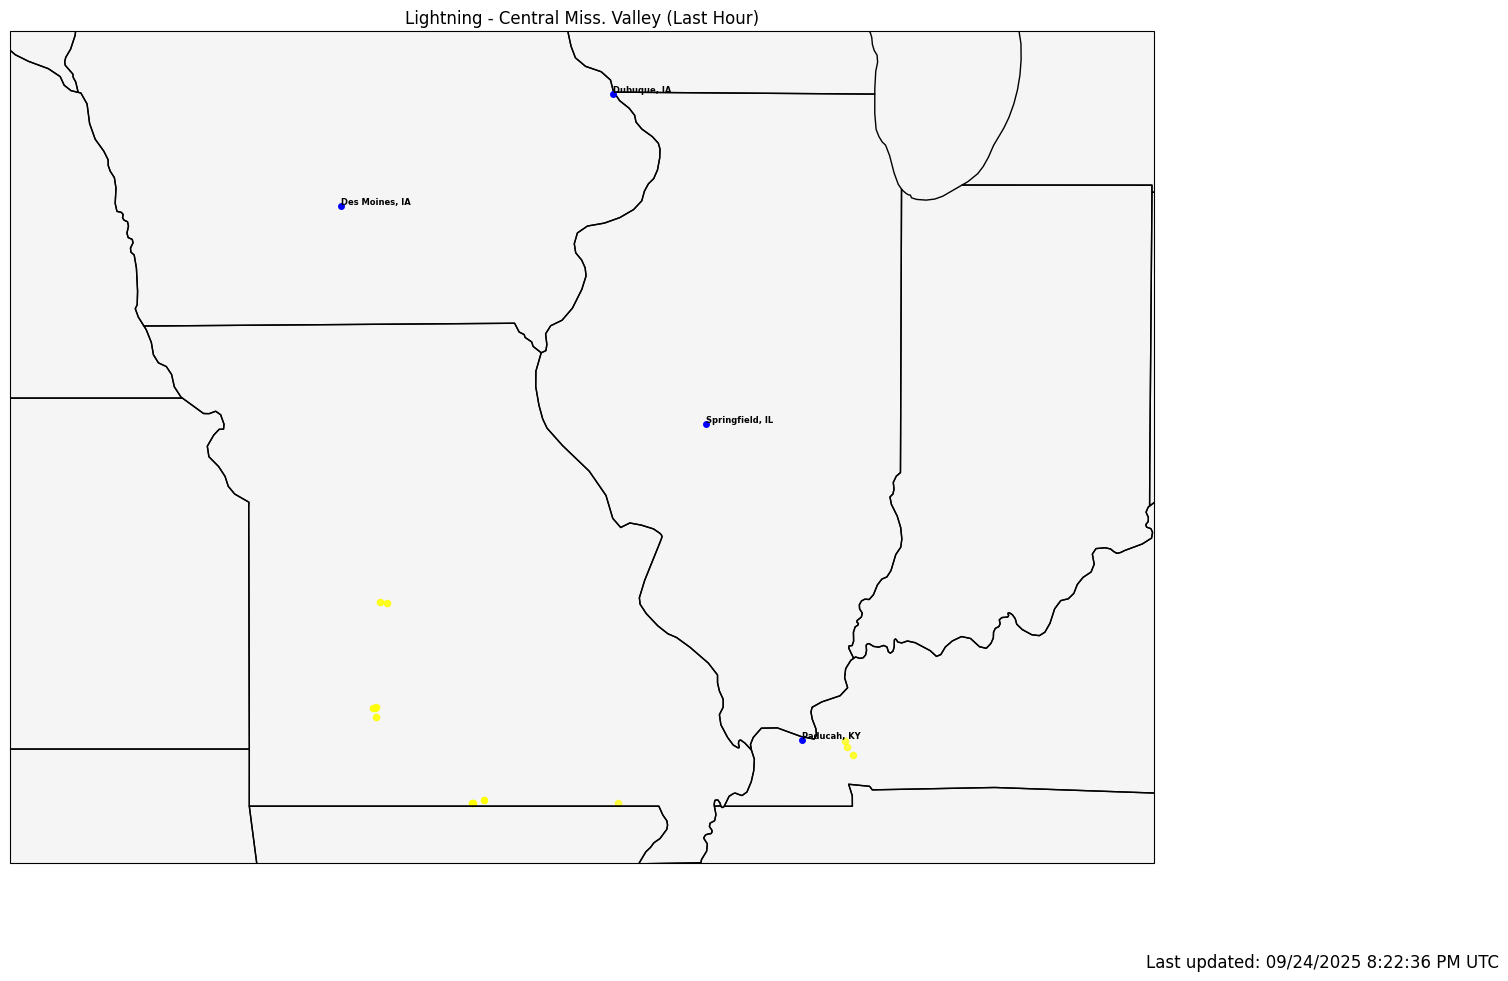 Lightning - Central Miss. Valley (Last Hour)
Dubuque, IA
Des Moines, IA
Springfield, IL
Paducah, KY
Last updated: 09/24/2025 8:22:36 PM UTC